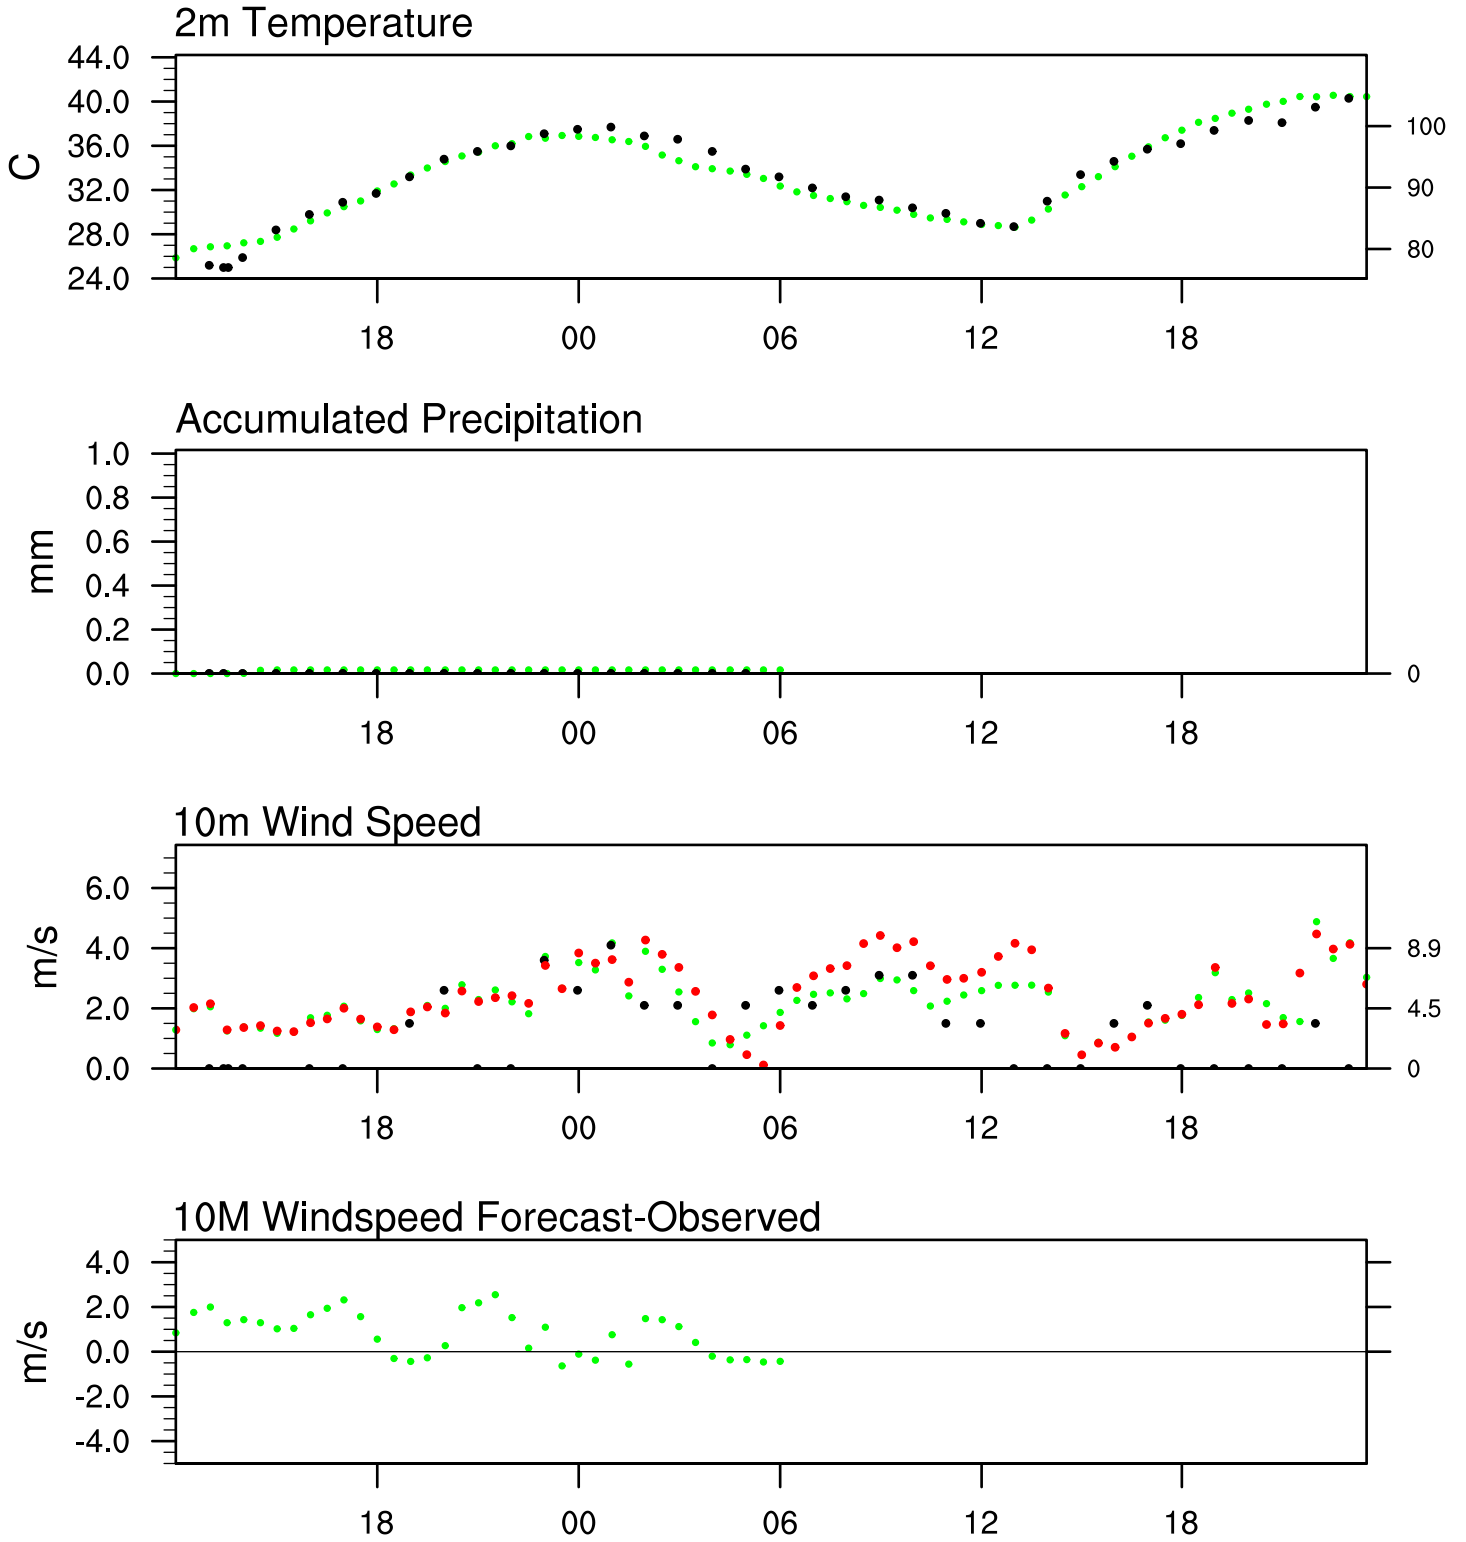 2m Temperature
44.0
40.0
36.0
32.0
28.0
24.0
C
100
90
80
18 00 06 12 18
Accumulated Precipitation
1.0
0.8
0.6
0.4
0.2
0.0
mm
0
18 00 06 12 18
10m Wind Speed
6.0
4.0
2.0
0.0
m/s
8.9
4.5
0
18 00 06 12 18
10M Windspeed Forecast-Observed
4.0
2.0
0.0
-2.0
-4.0
m/s
18 00 06 12 18